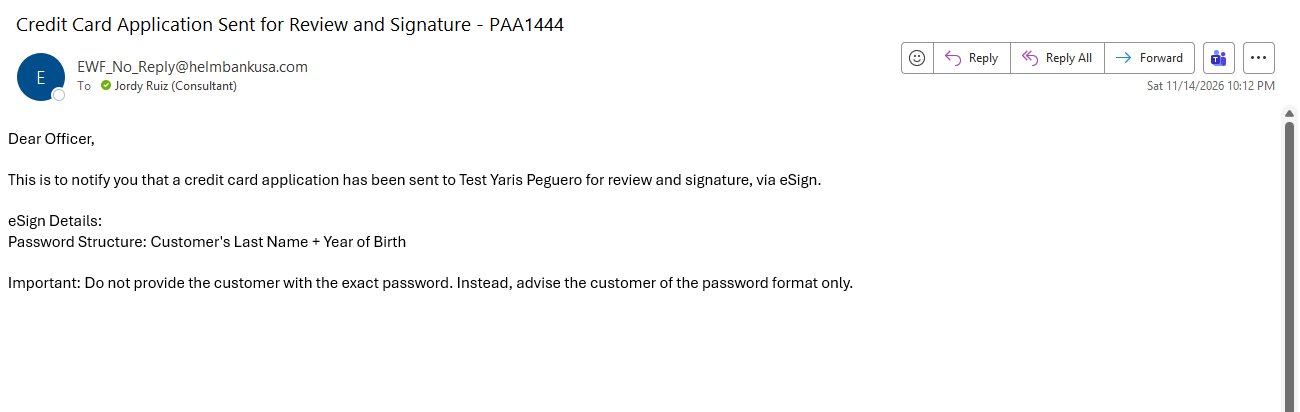 Credit Card Application Sent for Review and Signature - PAA1444
E
EWF_No_Reply@helmbankusa.com
To Jordy Ruiz (Consultant)
Reply
Reply All
Forward
Sat 11/14/2026 10:12 PM
Dear Officer,
This is to notify you that a credit card application has been sent to Test Yaris Peguero for review and signature, via eSign.
eSign Details:
Password Structure: Customer's Last Name + Year of Birth
Important: Do not provide the customer with the exact password. Instead, advise the customer of the password format only.